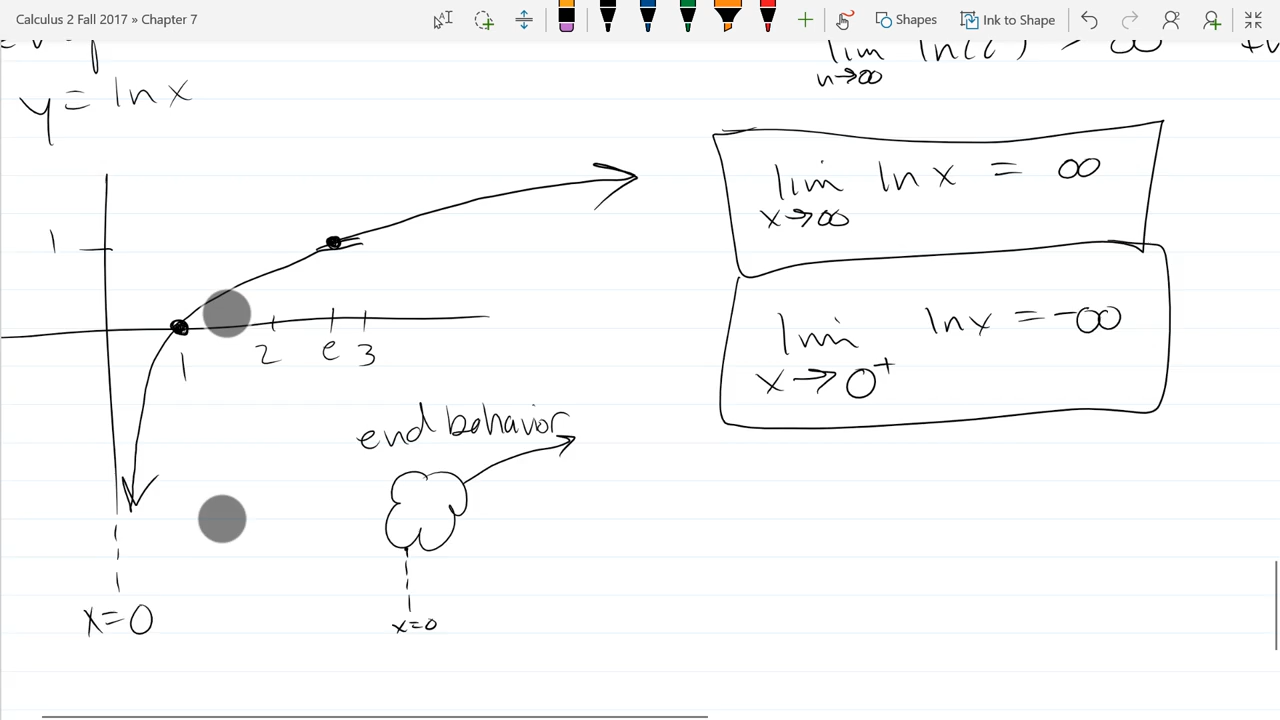 Calculus 2 Fall 2017 » Chapter 7
Shapes
Ink to Shape
y = ln x
1
1
2
e
3
x=0
end behavior
x=0
lim
n→∞
lim ln x = ∞
x→∞
lim ln x = -∞
x→0⁺